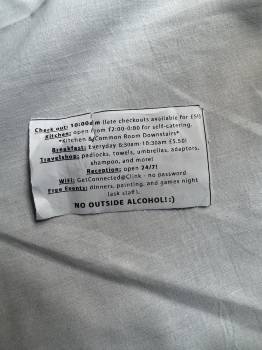 Check out: 10:00am (late checkouts available for £5!)
Kitchen: open from 12:00-0:00 for self-catering.
*Kitchen & Common Room Downstairs*
Breakfast: Everyday 6:30am-10:30am £5.50!
Travelshop: padlocks, towels, umbrellas, adaptors,
shampoo, and more!
Reception: open 24/7!
WiFi: GetConnected@Clink - no password
Free Events: dinners, painting, and games night
(ask staff).
NO OUTSIDE ALCOHOL! :)